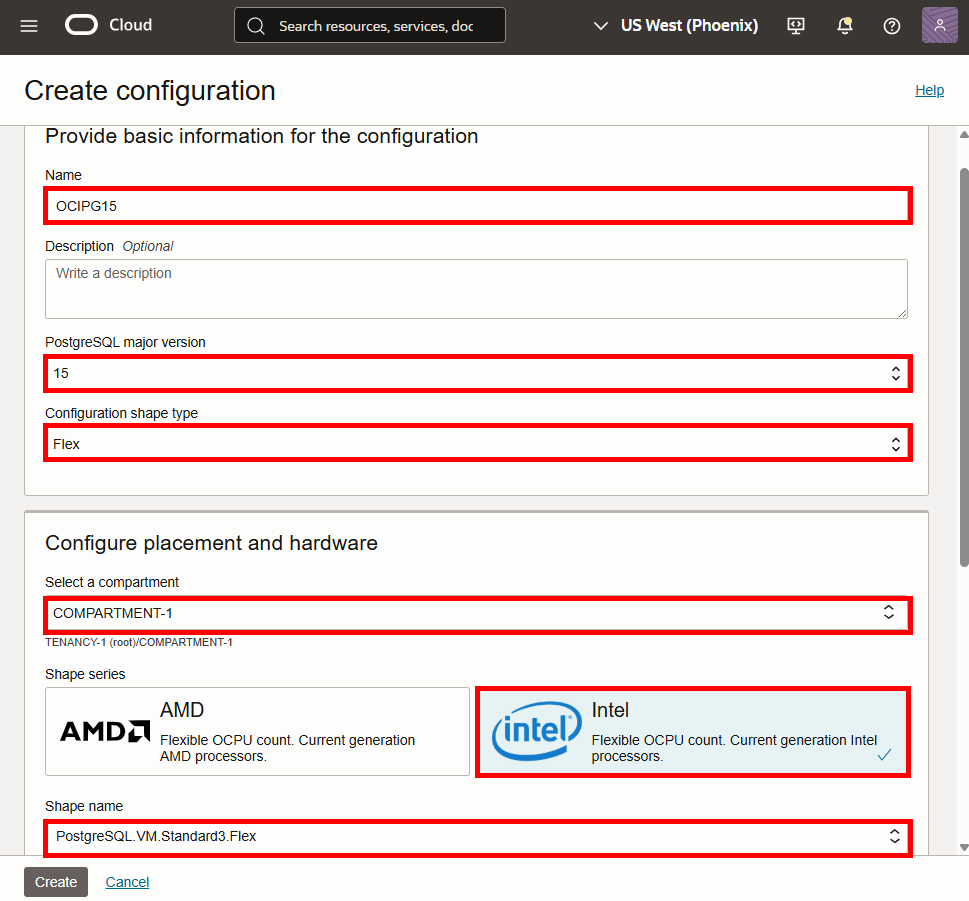 Cloud
Search resources, services, doc
US West (Phoenix)
Create configuration
Help
Provide basic information for the configuration
Name
OCIPG15
Description Optional
Write a description
PostgreSQL major version
15
Configuration shape type
Flex
Configure placement and hardware
Select a compartment
COMPARTMENT-1
TENANCY-1 (root)/COMPARTMENT-1
Shape series
AMD
AMD
Flexible OCPU count. Current generation
AMD processors.
intel
Intel
Flexible OCPU count. Current generation Intel
processors.
Shape name
PostgreSQL.VM.Standard3.Flex
Create
Cancel